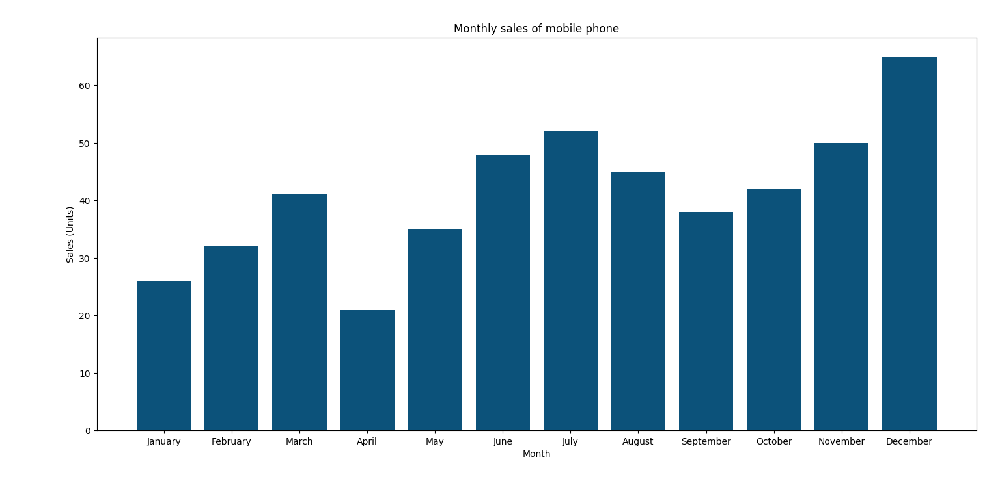 Monthly sales of mobile phone
60
50
40
30
20
10
0
Sales (Units)
January February March April May June July August September October November December
Month